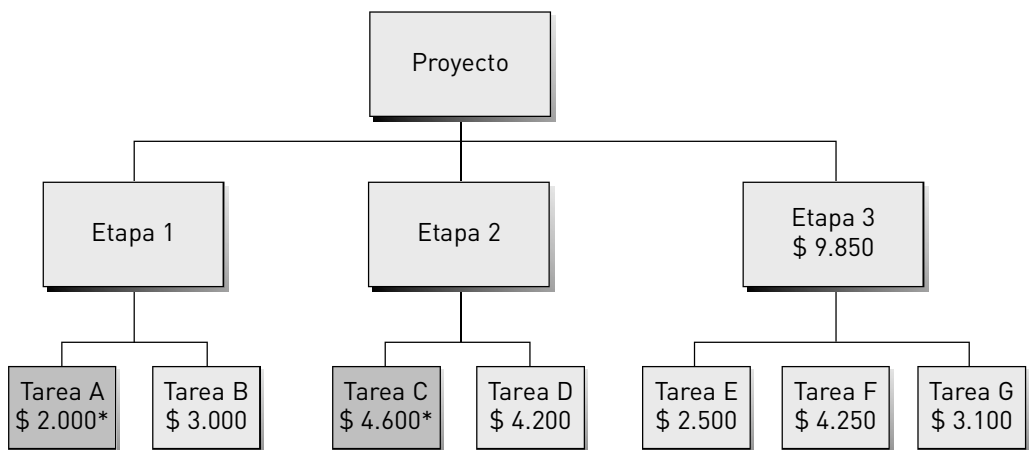 Proyecto
Etapa 1
Etapa 2
Etapa 3
$ 9.850
Tarea A
$ 2.000*
Tarea B
$ 3.000
Tarea C
$ 4.600*
Tarea D
$ 4.200
Tarea E
$ 2.500
Tarea F
$ 4.250
Tarea G
$ 3.100